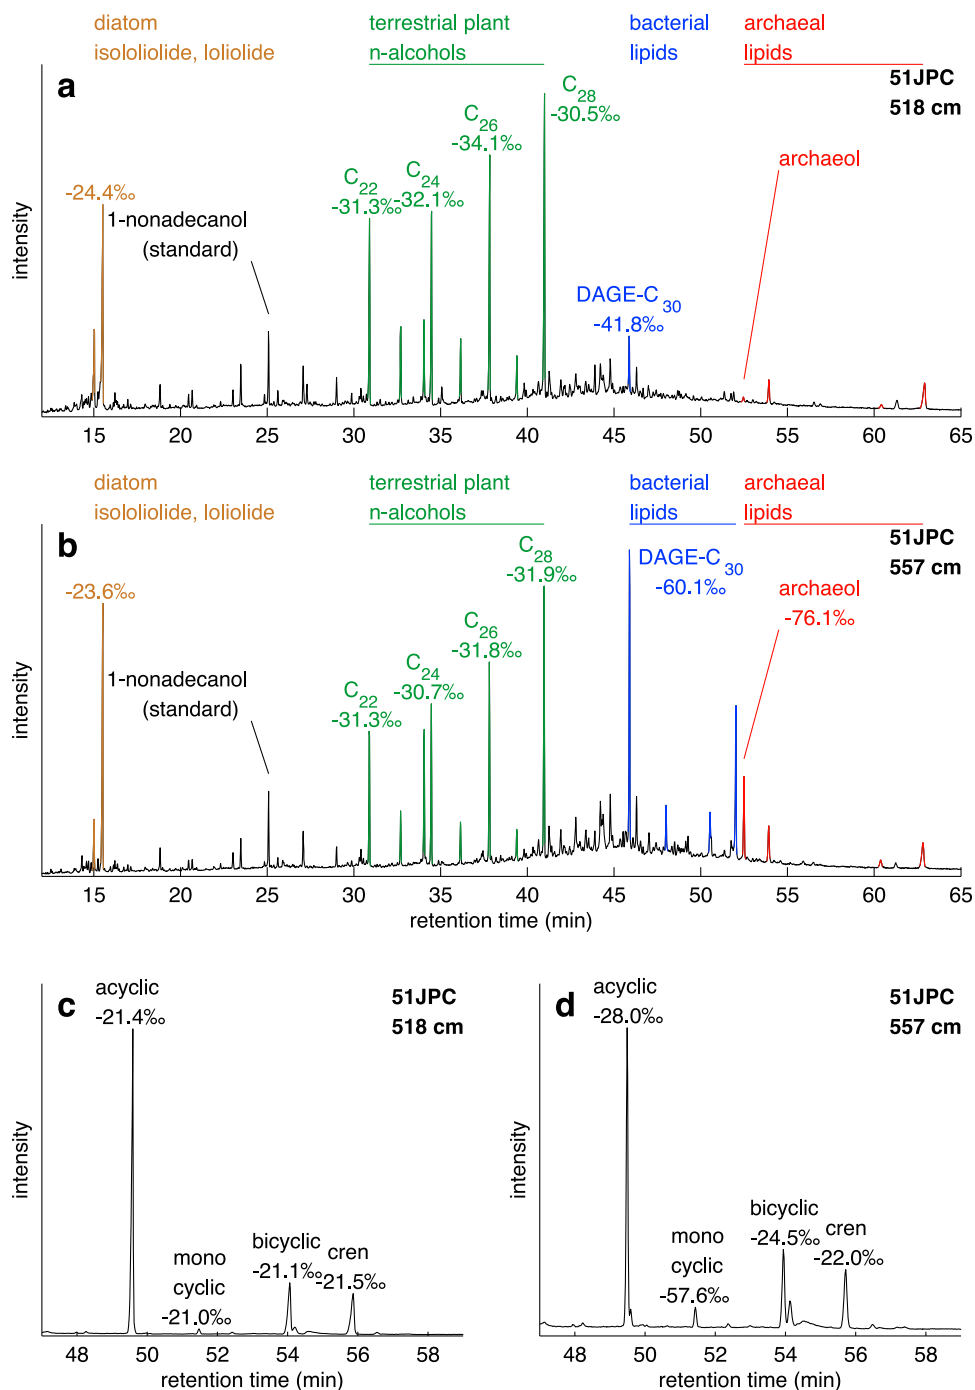 diatom
isololiolide, loliolide
terrestrial plant
n-alcohols
bacterial
lipids
archaeal
lipids
a
51JPC
518 cm
C28
-30.5‰
C26
-34.1‰
archaeol
C22
-31.3‰
C24
-32.1‰
-24.4‰
1-nonadecanol
(standard)
DAGE-C30
-41.8‰
intensity
15 20 25 30 35 40 45 50 55 60 65
diatom
isololiolide, loliolide
terrestrial plant
n-alcohols
bacterial
lipids
archaeal
lipids
b
51JPC
557 cm
C28
-31.9‰
DAGE-C30
-60.1‰
archaeol
-76.1‰
-23.6‰
C26
-31.8‰
C24
-30.7‰
C22
-31.3‰
1-nonadecanol
(standard)
intensity
15 20 25 30 35 40 45 50 55 60 65
retention time (min)
acyclic
-21.4‰
c
51JPC
518 cm
mono
cyclic
-21.0‰
bicyclic
-21.1‰
cren
-21.5‰
intensity
48 50 52 54 56 58
retention time (min)
acyclic
-28.0‰
d
51JPC
557 cm
mono
cyclic
-57.6‰
bicyclic
-24.5‰
cren
-22.0‰
intensity
48 50 52 54 56 58
retention time (min)